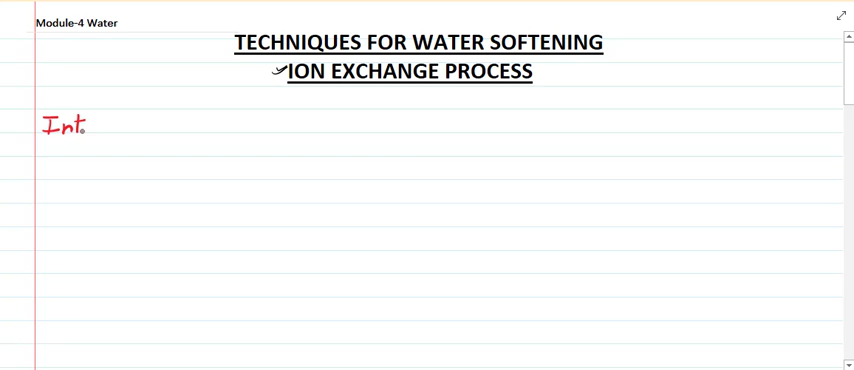 Module-4 Water
TECHNIQUES FOR WATER SOFTENING
ION EXCHANGE PROCESS
Int